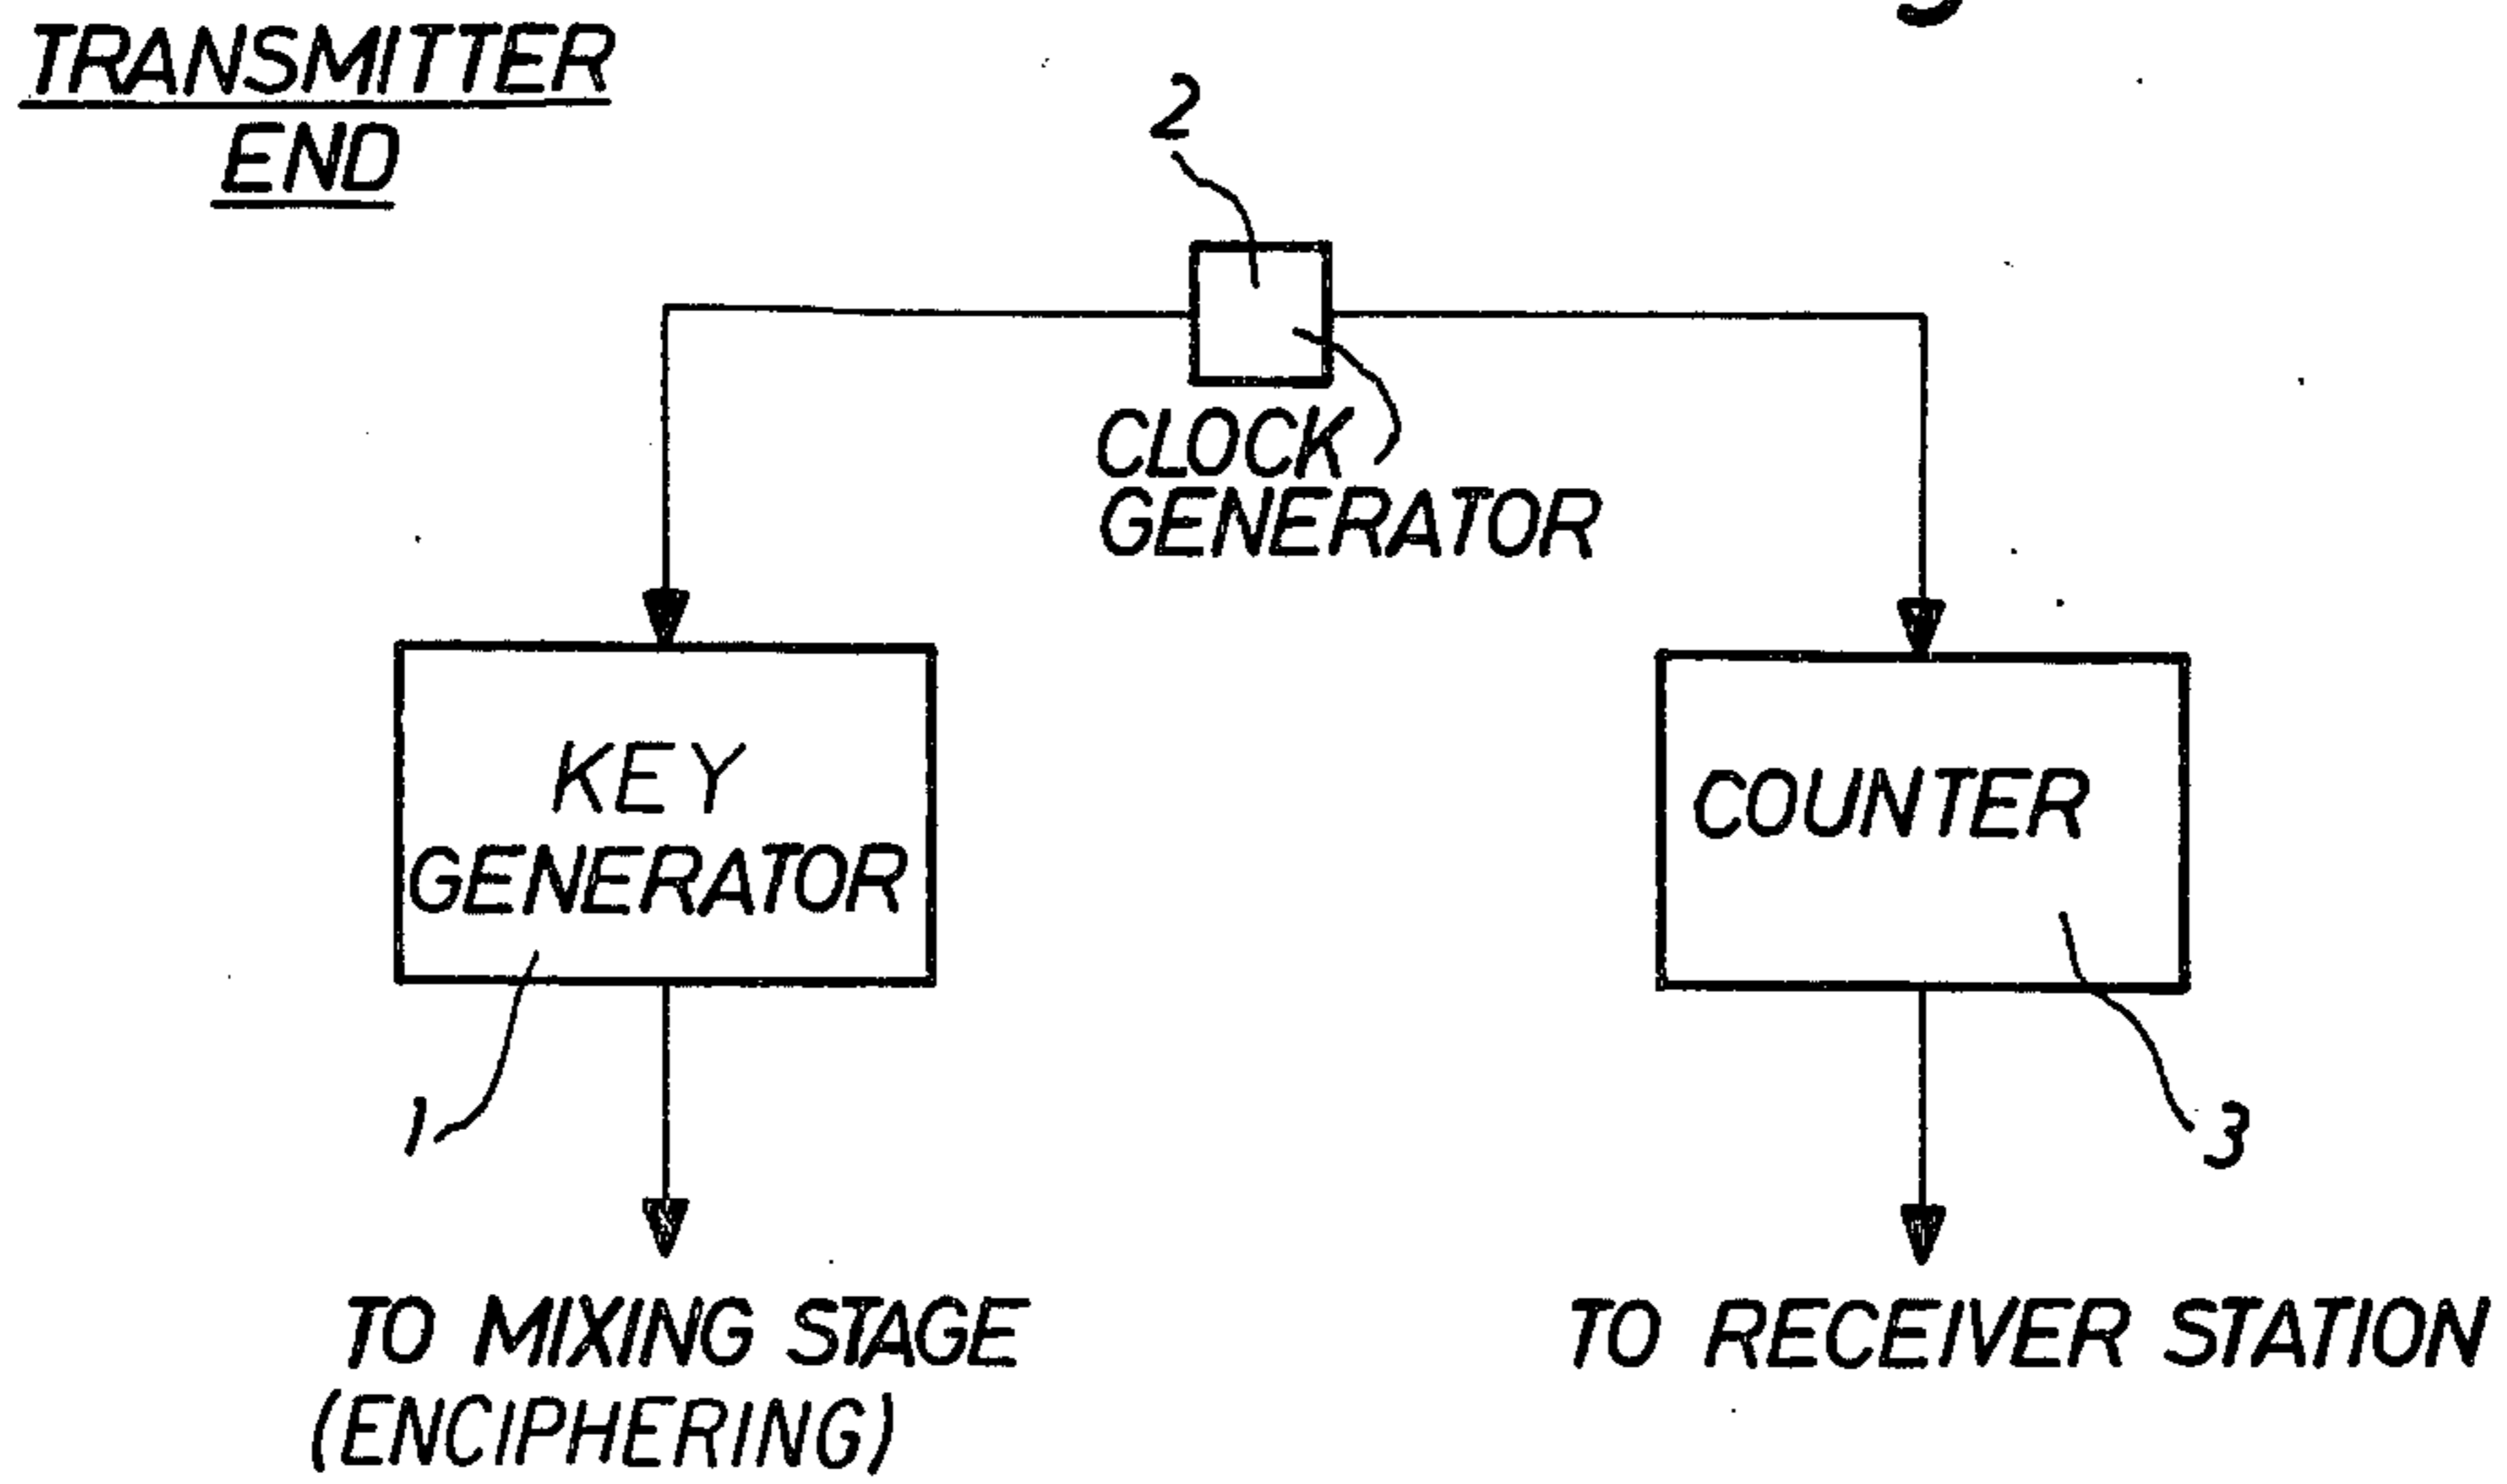 TRANSMITTER
END
2
CLOCK
GENERATOR
KEY
GENERATOR
COUNTER
1
3
TO MIXING STAGE
(ENCIPHERING)
TO RECEIVER STATION